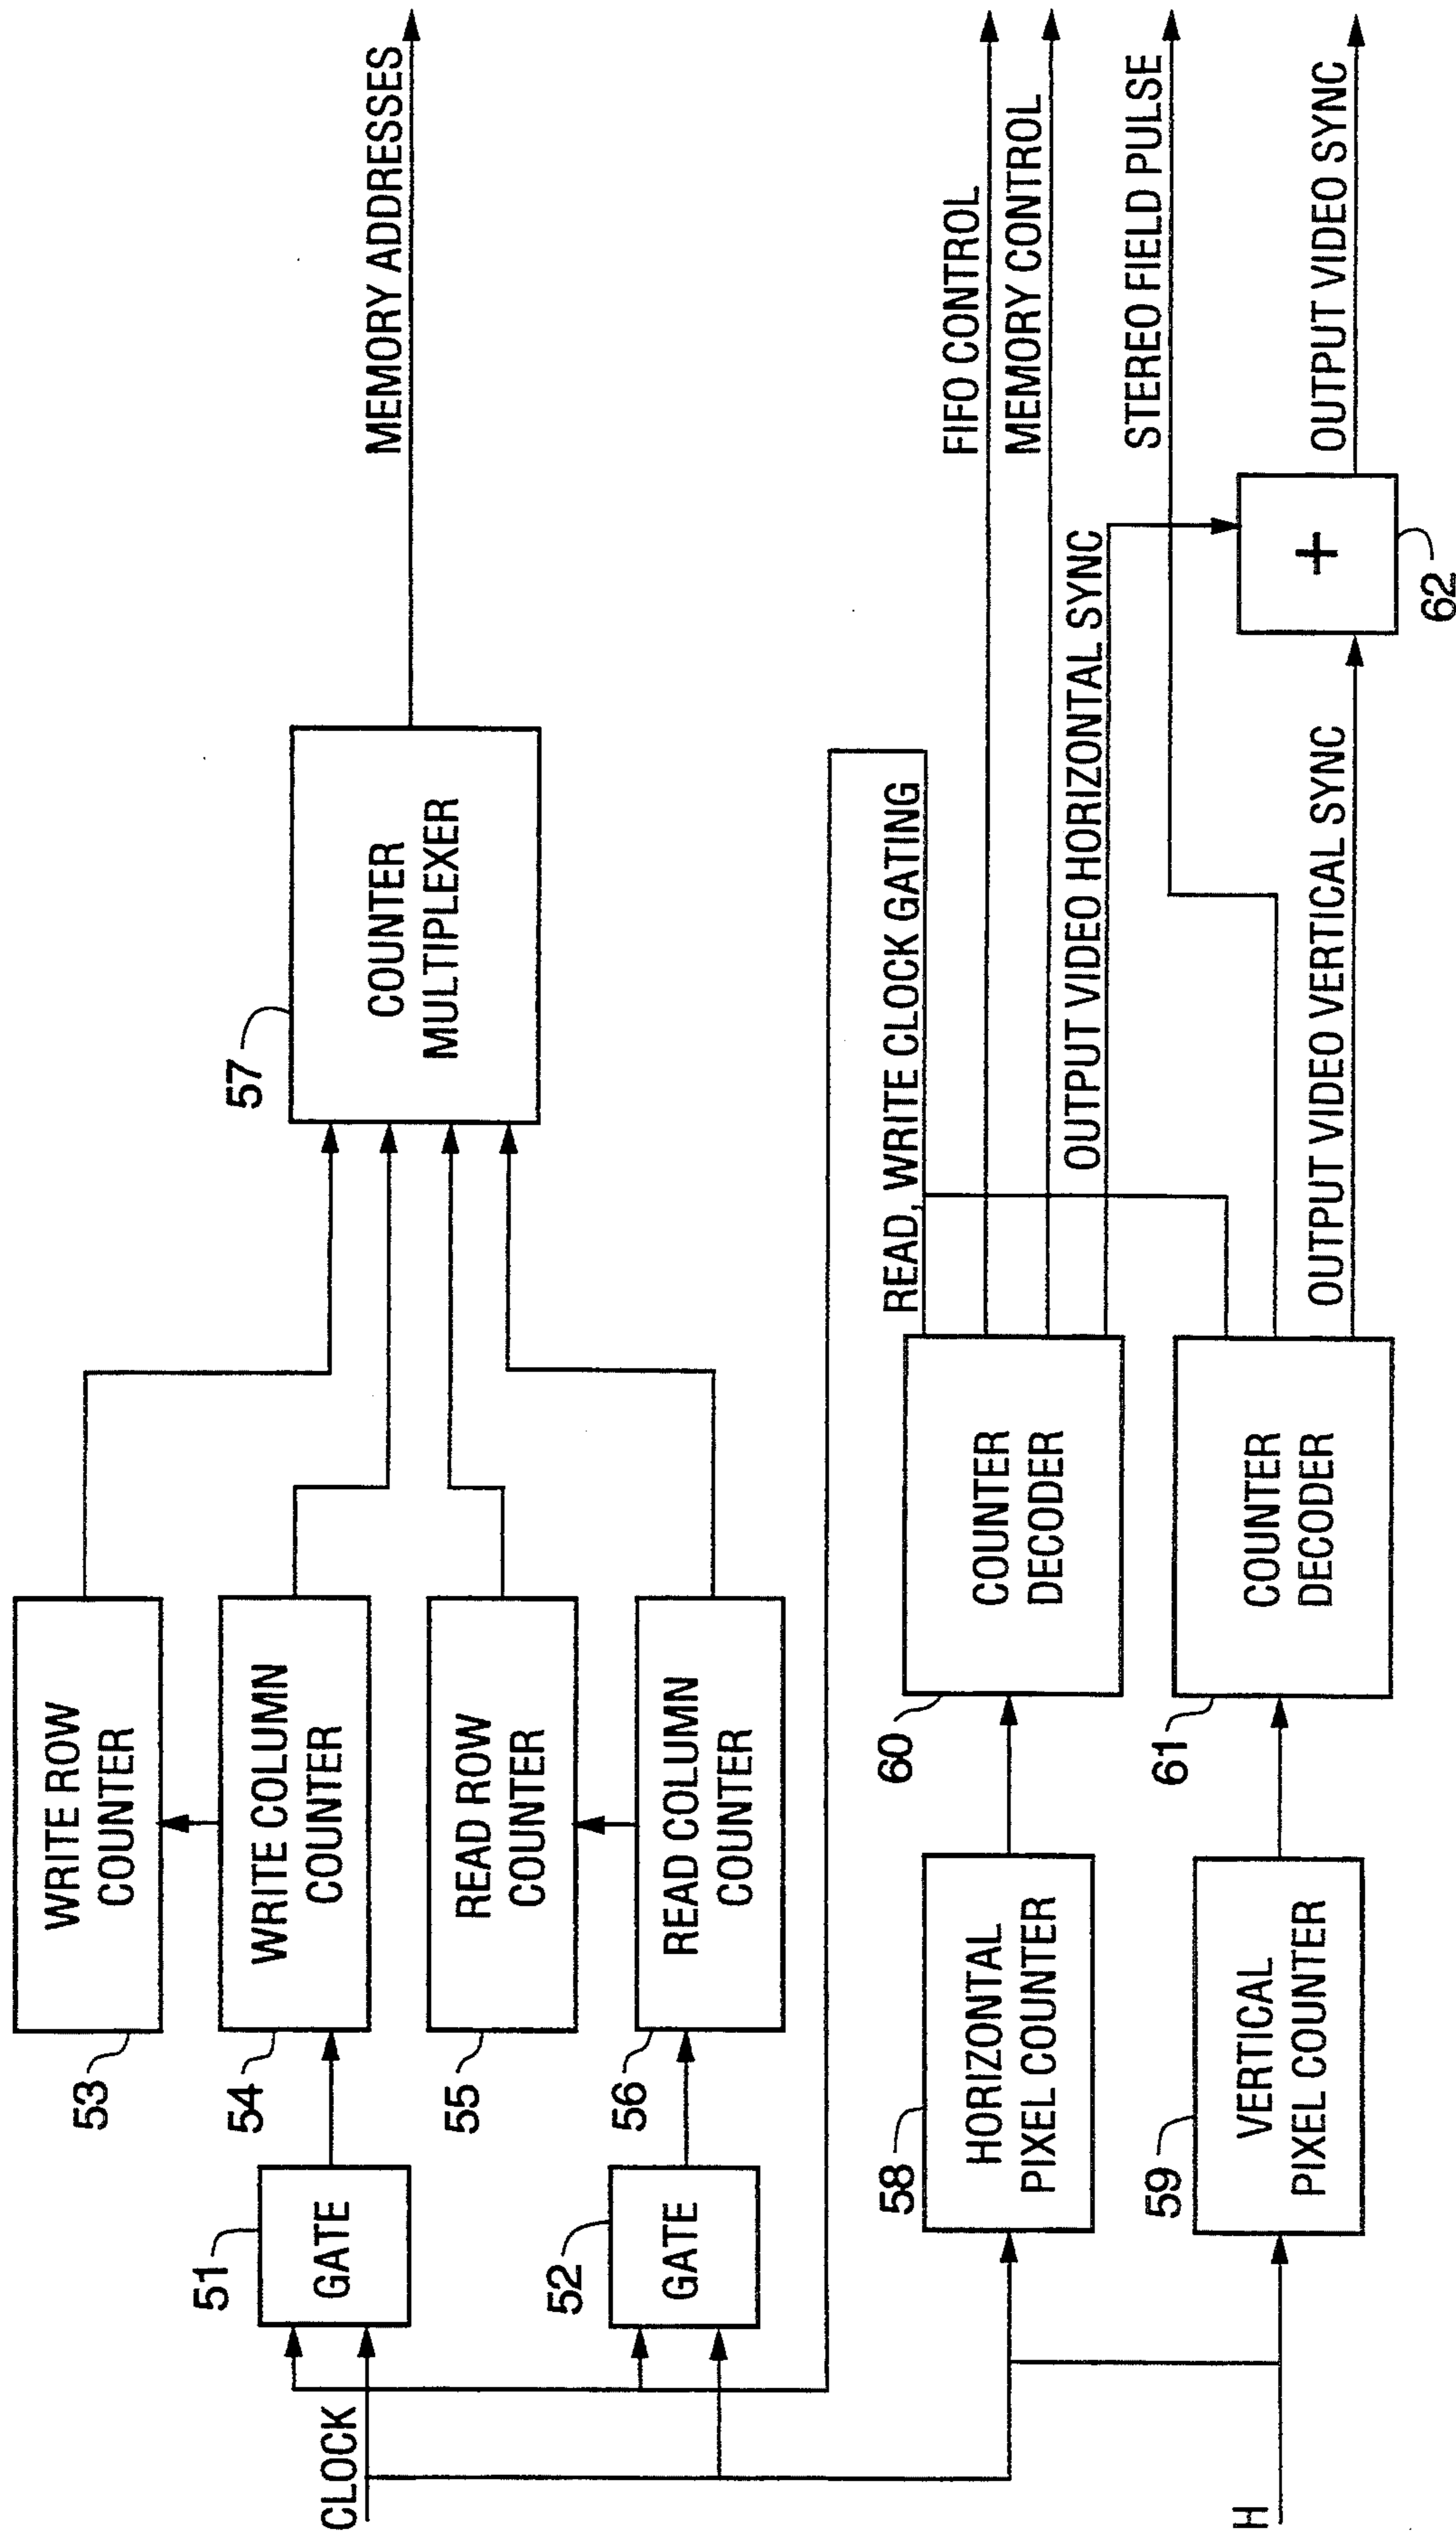 MEMORY ADDRESSES
57
COUNTER
MULTIPLEXER
53
WRITE ROW
COUNTER
54
WRITE COLUMN
COUNTER
55
READ ROW
COUNTER
56
READ COLUMN
COUNTER
51
GATE
52
GATE
CLOCK
FIFO CONTROL
MEMORY CONTROL
STEREO FIELD PULSE
OUTPUT VIDEO SYNC
READ, WRITE CLOCK GATING
OUTPUT VIDEO HORIZONTAL SYNC
+
62
OUTPUT VIDEO VERTICAL SYNC
60
COUNTER
DECODER
61
COUNTER
DECODER
58
HORIZONTAL
PIXEL COUNTER
59
VERTICAL
PIXEL COUNTER
H